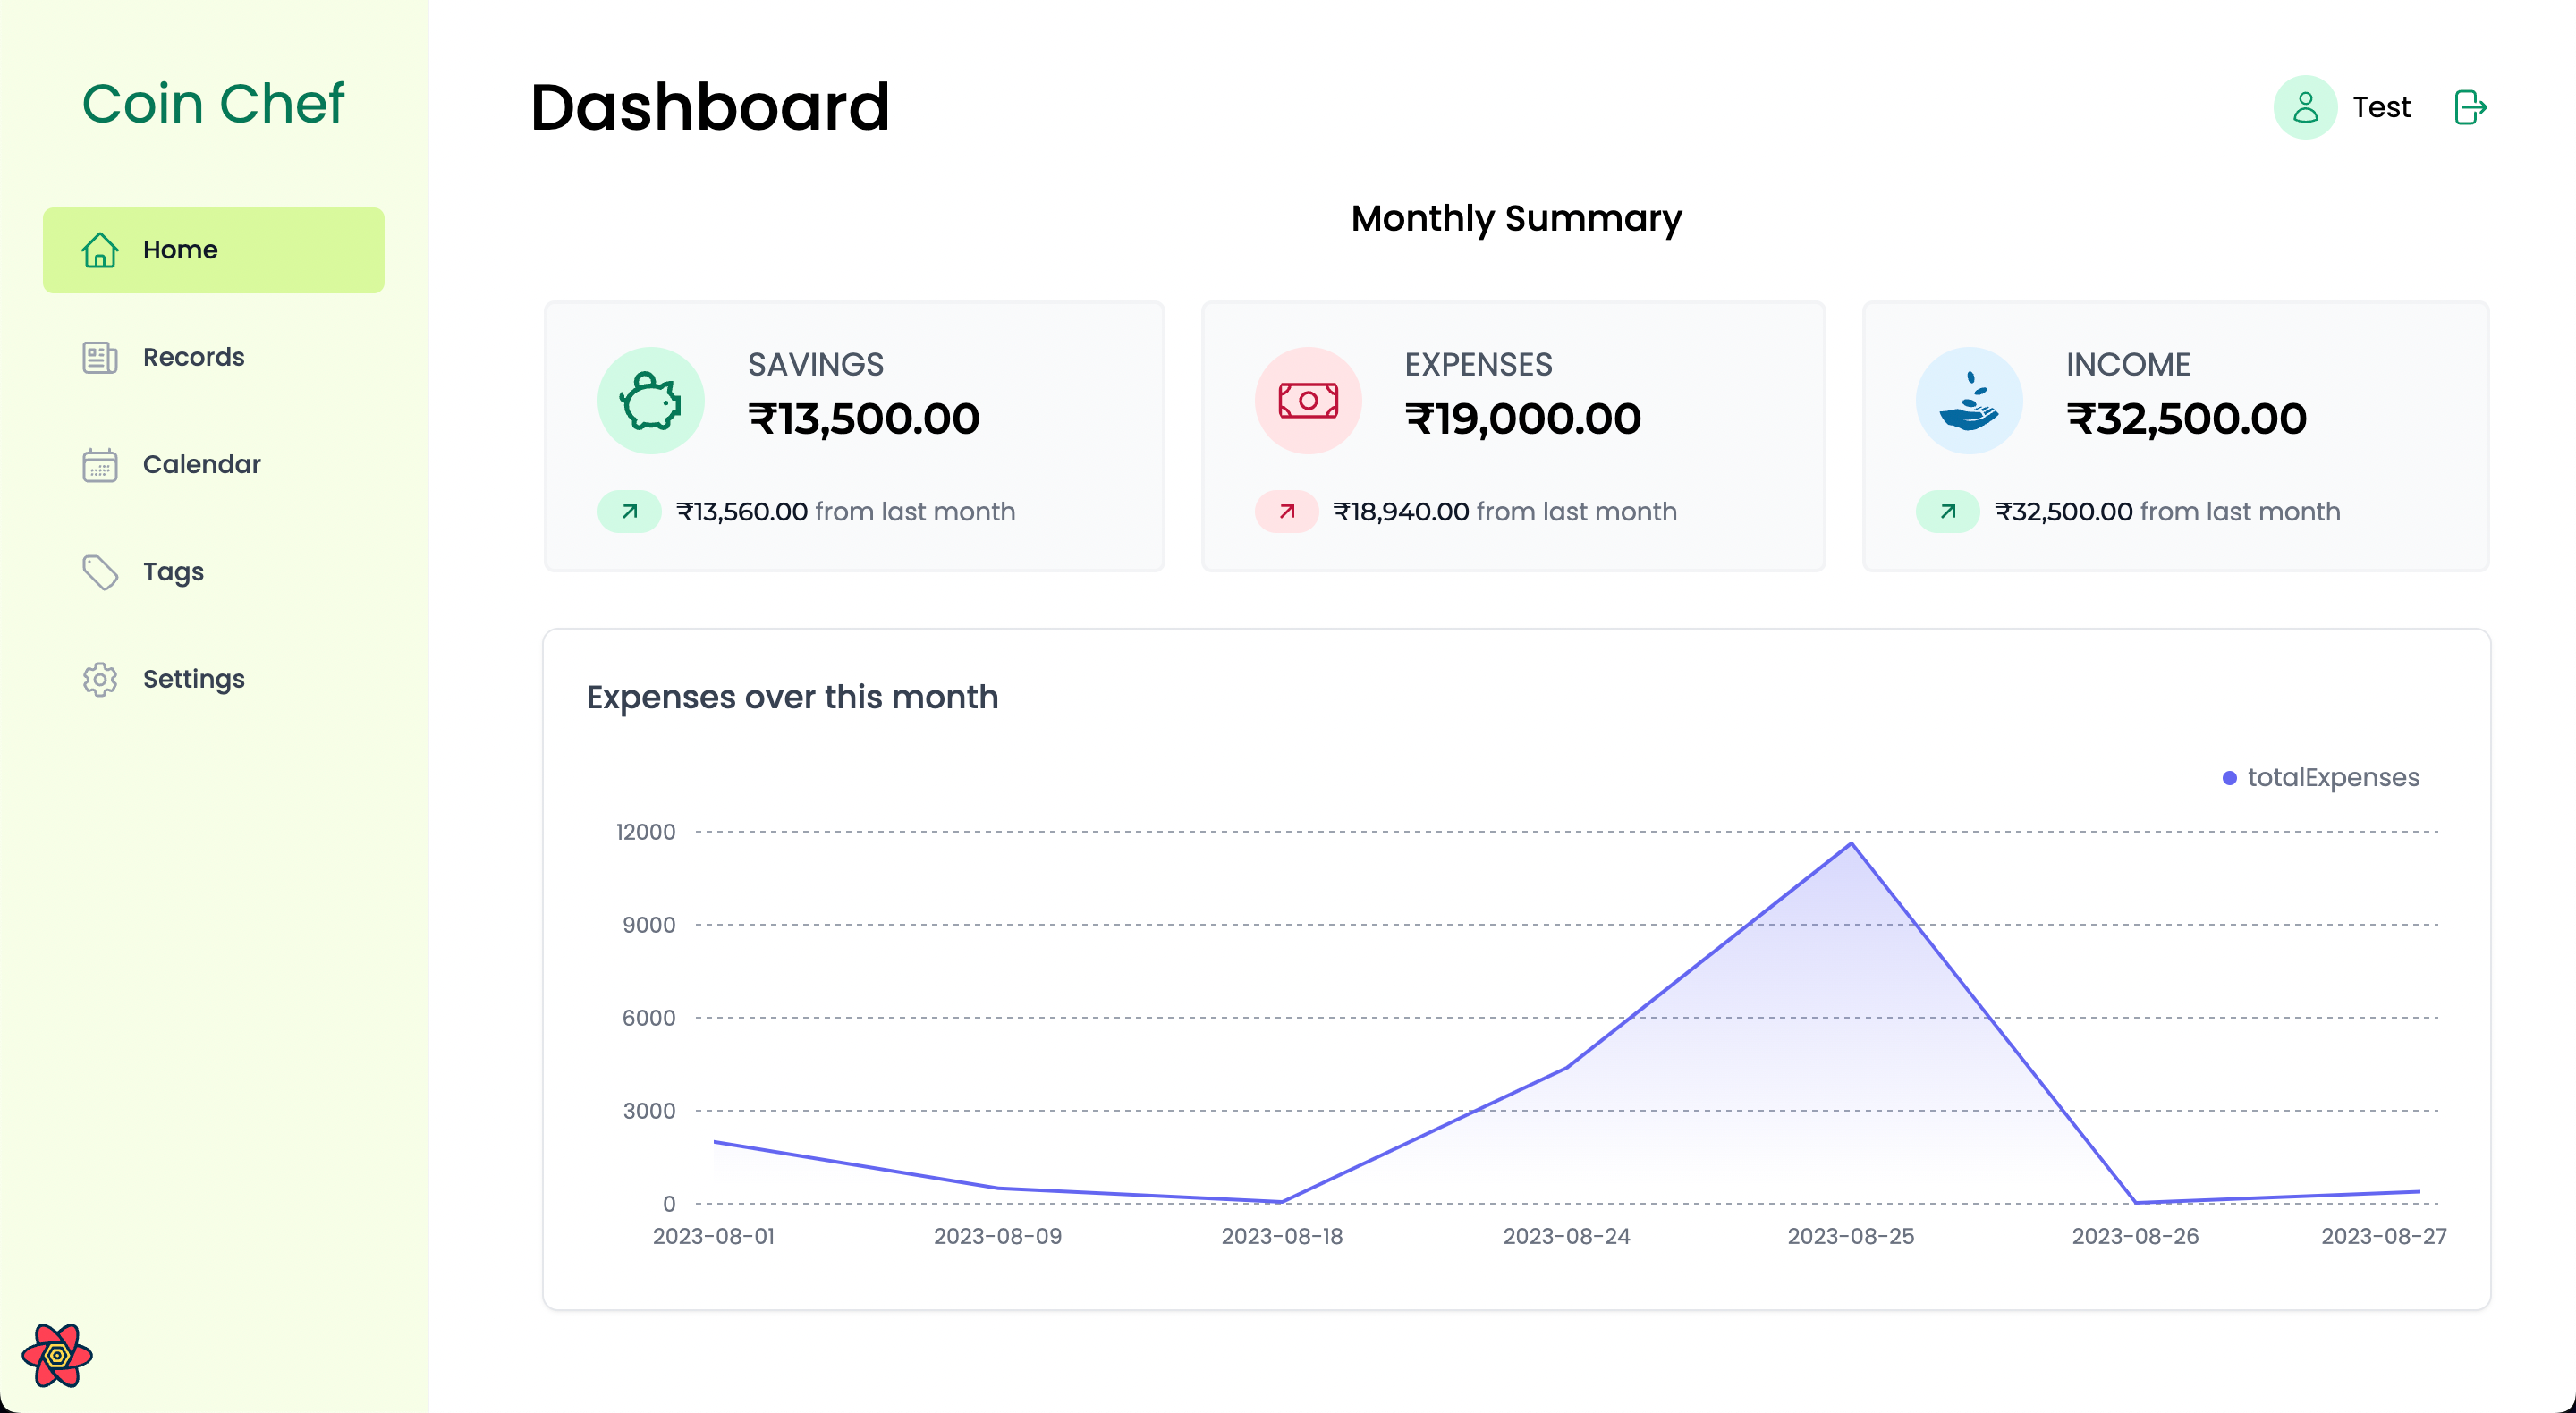 Coin Chef
Home
Records
Calendar
Tags
Settings
Dashboard
Test
Monthly Summary
SAVINGS
₹13,500.00
₹13,560.00 from last month
EXPENSES
₹19,000.00
₹18,940.00 from last month
INCOME
₹32,500.00
₹32,500.00 from last month
Expenses over this month
totalExpenses
12000
9000
6000
3000
0
2023-08-01 2023-08-09 2023-08-18 2023-08-24 2023-08-25 2023-08-26 2023-08-27